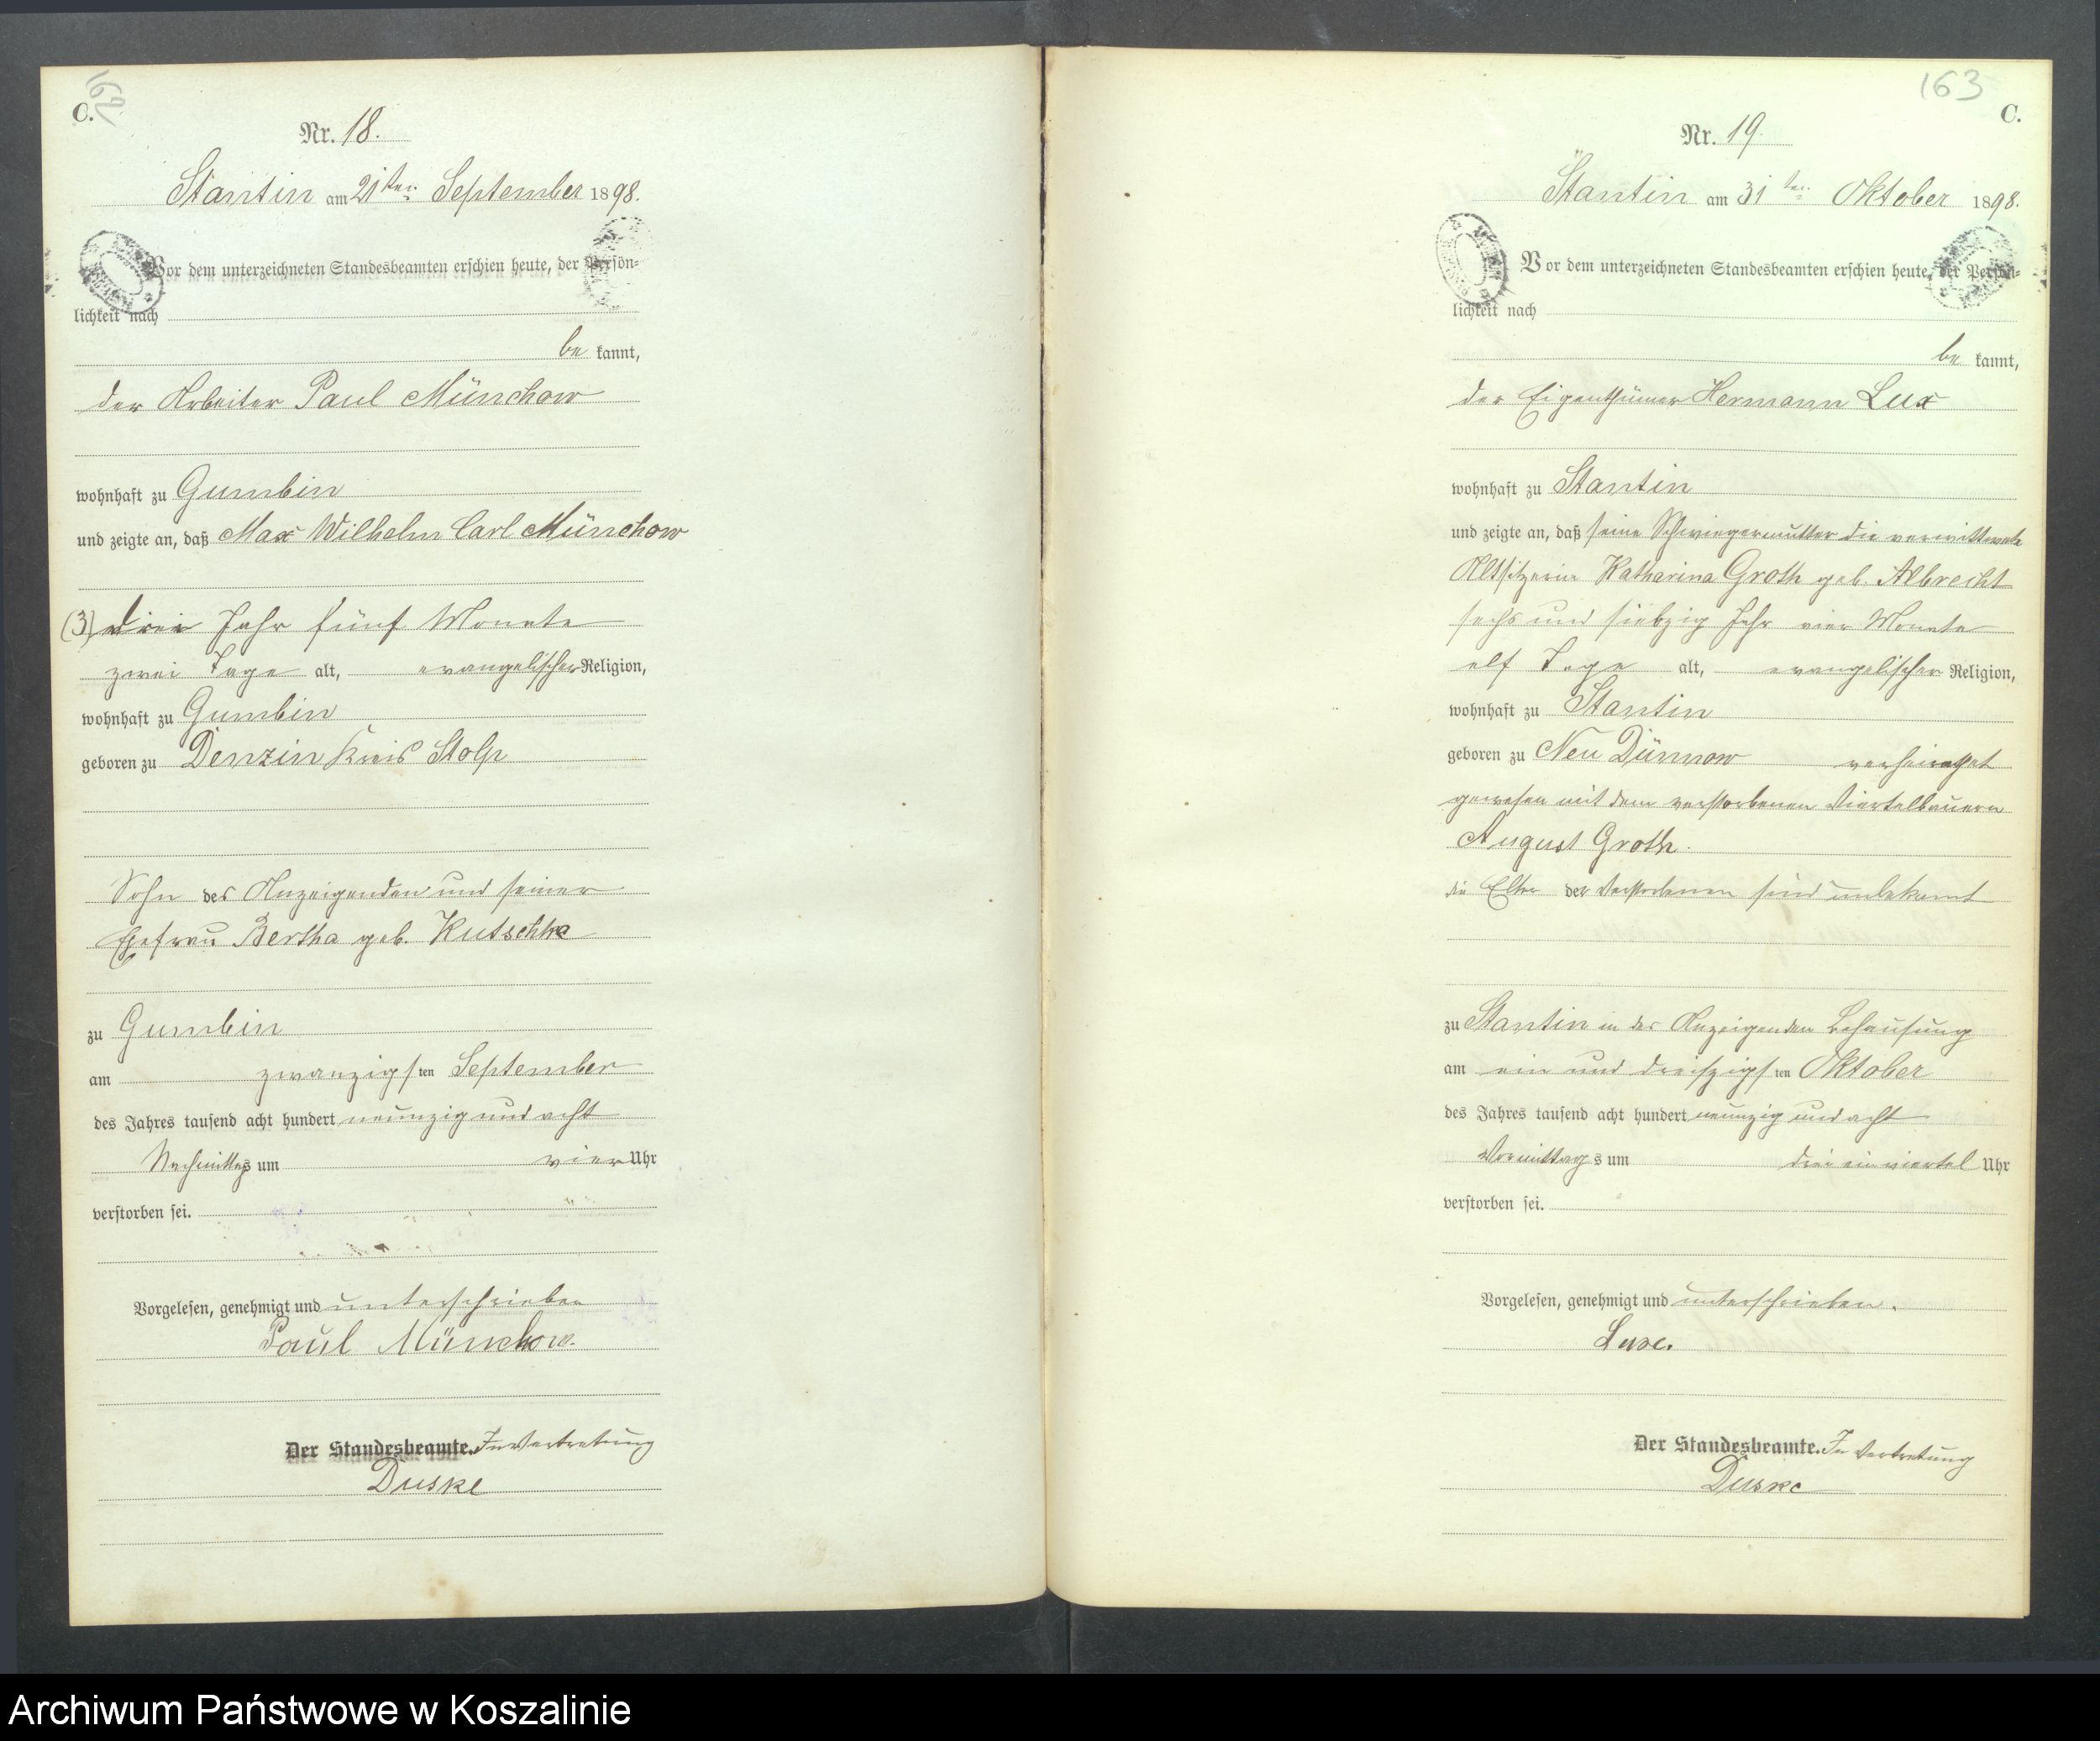 C.
Nr. 18.
Stantin am 21ten September 1898.
Vor dem unterzeichneten Standesbeamten erschien heute, der Persön-
lichkeit nach
be kannt,
der Arbeiter Paul Münchow
wohnhaft zu Gumbin
und zeigte an, daß Max Wilhelm Carl Münchow
(3) drei Jahr fünf Monate
zwei Tage alt, evangelischer Religion,
wohnhaft zu Gumbin
geboren zu Denzin Kreis Stolp
Sohn des Anzeigenden und seiner
Ehefrau Bertha geb. Kutschke
zu Gumbin
am zwanzigsten September
des Jahres tausend acht hundert neunzig und acht
Nachmittags um vier Uhr
verstorben sei.
Vorgelesen, genehmigt und unterschrieben
Paul Münchow.
Der Standesbeamte. In Vertretung
Duske
163
C.
Nr. 19.
Stantin am 31ten Oktober 1898.
Vor dem unterzeichneten Standesbeamten erschien heute, der Persön-
lichkeit nach
be kannt,
der Eigenthümer Hermann Lux
wohnhaft zu Stantin
und zeigte an, daß seine Schwiegermutter die verwittwete
Altsitzerin Katharina Groth geb. Albrecht
sechs und siebzig Jahr vier Monate
elf Tage alt, evangelischer Religion,
wohnhaft zu Stantin
geboren zu Neu Dünnow verheirathet
gewesen mit dem verstorbenen Viertelbauern
August Groth.
die Elter der Verstorbenen sind unbekannt
zu Stantin in des Anzeigenden Behausung
am ein und dreiszigsten Oktober
des Jahres tausend acht hundert neunzig und acht
Vormittags um drei ein viertel Uhr
verstorben sei.
Vorgelesen, genehmigt und unterschrieben.
Lux.
Der Standesbeamte. In Vertretung
Duske
Archiwum Państwowe w Koszalinie